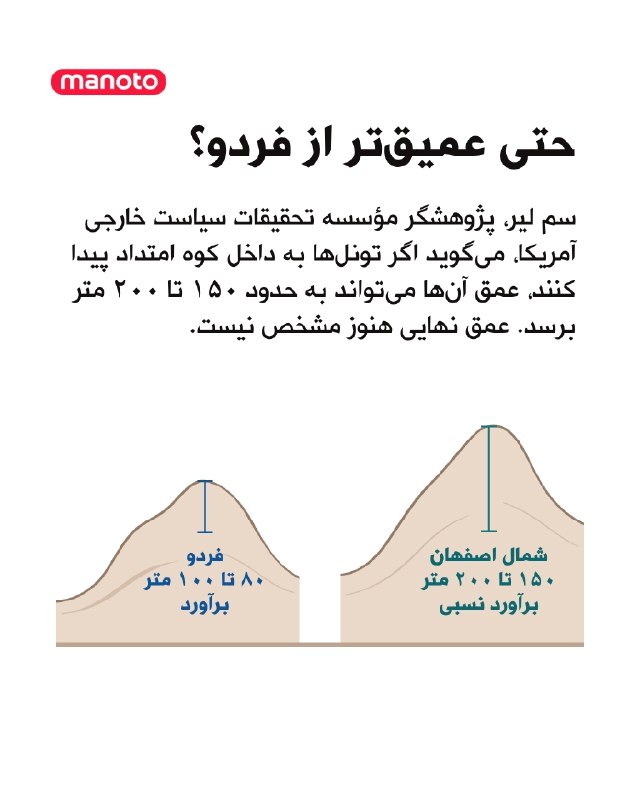 manoto
حتی عمیق‌تر از فردو؟
سم لیر، پژوهشگر مؤسسه تحقیقات سیاست خارجی
آمریکا، می‌گوید اگر تونل‌ها به داخل کوه امتداد پیدا
کنند، عمق آن‌ها می‌تواند به حدود ۱۵۰ تا ۲۰۰ متر
برسد. عمق نهایی هنوز مشخص نیست.
شمال اصفهان
۱۵۰ تا ۲۰۰ متر
برآورد نسبی
فردو
۸۰ تا ۱۰۰ متر
برآورد